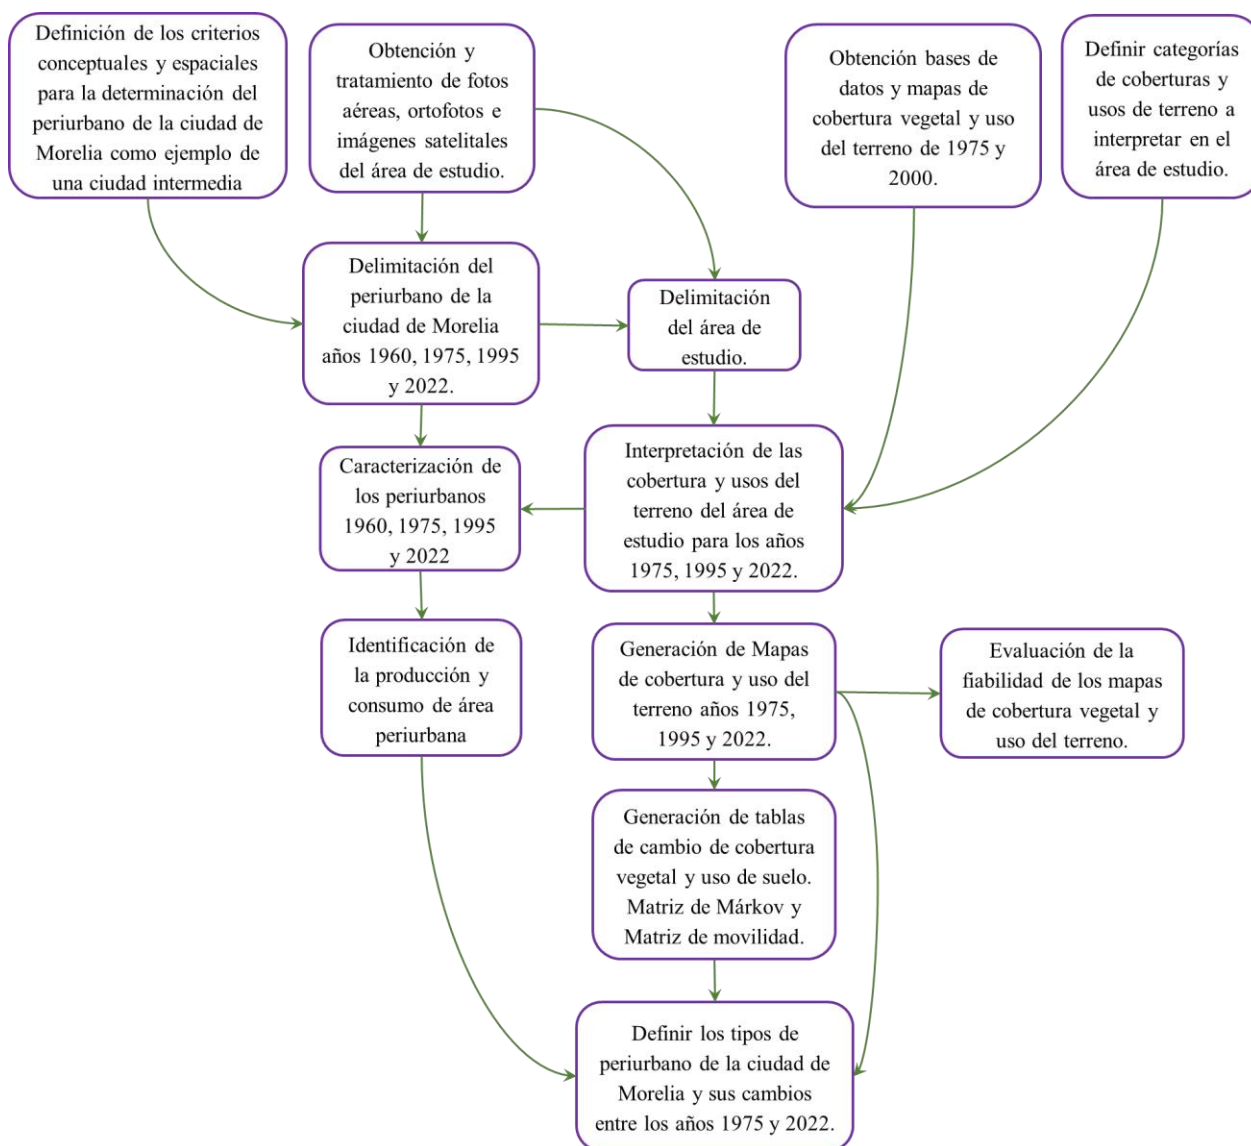 Definición de los criterios
conceptuales y espaciales
para la determinación del
periurbano de la ciudad de
Morelia como ejemplo de
una ciudad intermedia
Obtención y
tratamiento de fotos
aéreas, ortofotos e
imágenes satelitales
del área de estudio.
Obtención bases de
datos y mapas de
cobertura vegetal y uso
del terreno de 1975 y
2000.
Definir categorías
de coberturas y
usos de terreno a
interpretar en el
área de estudio.
Delimitación del
periurbano de la
ciudad de Morelia
años 1960, 1975, 1995
y 2022.
Delimitación
del área de
estudio.
Caracterización de
los periurbanos
1960, 1975, 1995
y 2022
Interpretación de las
cobertura y usos del
terreno del área de
estudio para los años
1975, 1995 y 2022.
Identificación de
la producción y
consumo de área
periurbana
Generación de Mapas
de cobertura y uso del
terreno años 1975,
1995 y 2022.
Evaluación de la
fiabilidad de los mapas
de cobertura vegetal y
uso del terreno.
Generación de tablas
de cambio de cobertura
vegetal y uso de suelo.
Matriz de Márkov y
Matriz de movilidad.
Definir los tipos de
periurbano de la ciudad de
Morelia y sus cambios
entre los años 1975 y 2022.